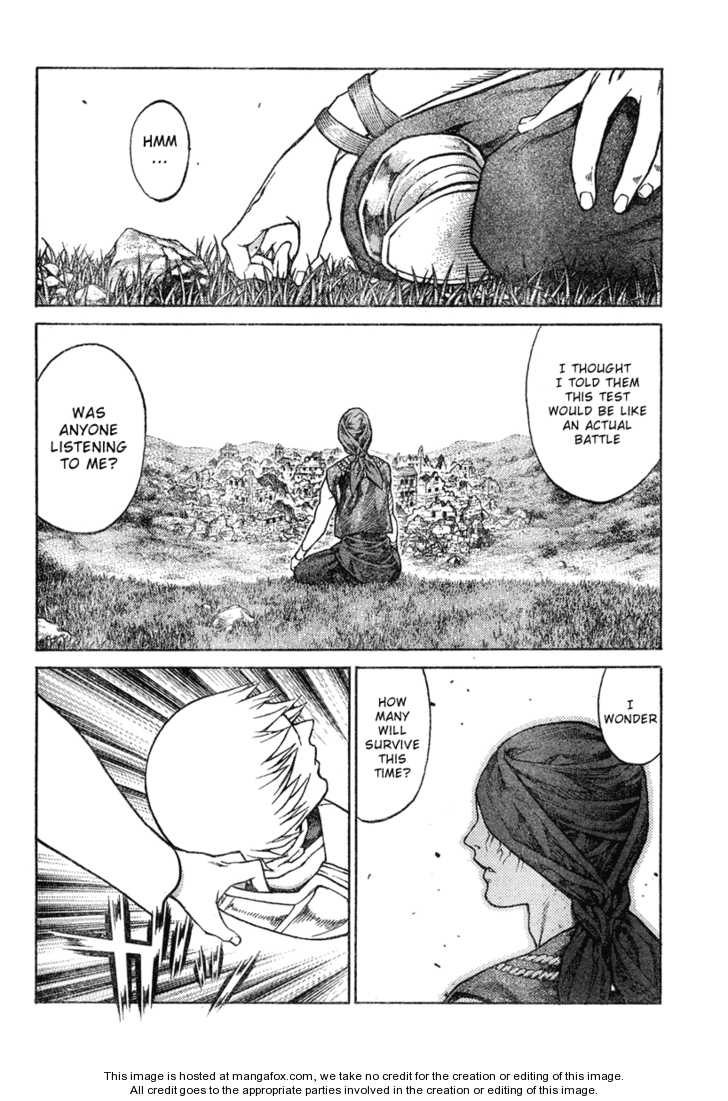 HMM
...
I THOUGHT
I TOLD THEM
THIS TEST
WOULD BE LIKE
AN ACTUAL
BATTLE
WAS
ANYONE
LISTENING
TO ME?
I
WONDER
HOW
MANY
WILL
SURVIVE
THIS
TIME?
This image is hosted at mangafox.com, we take no credit for the creation or editing of this image.
All credit goes to the appropriate parties involved in the creation or editing of this image.